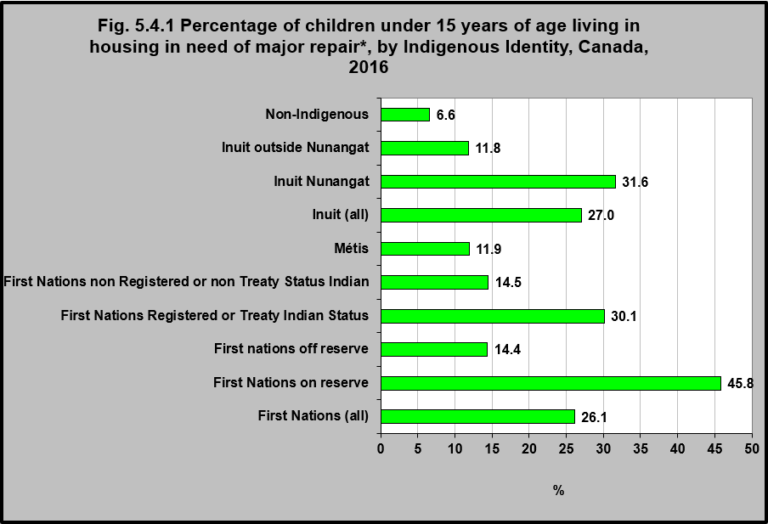 Fig. 5.4.1 Percentage of children under 15 years of age living in
housing in need of major repair*, by Indigenous Identity, Canada,
2016
Non-Indigenous 6.6
Inuit outside Nunangat 11.8
Inuit Nunangat 31.6
Inuit (all) 27.0
Métis 11.9
First Nations non Registered or non Treaty Status Indian 14.5
First Nations Registered or Treaty Indian Status 30.1
First nations off reserve 14.4
First Nations on reserve 45.8
First Nations (all) 26.1
0 5 10 15 20 25 30 35 40 45 50
%